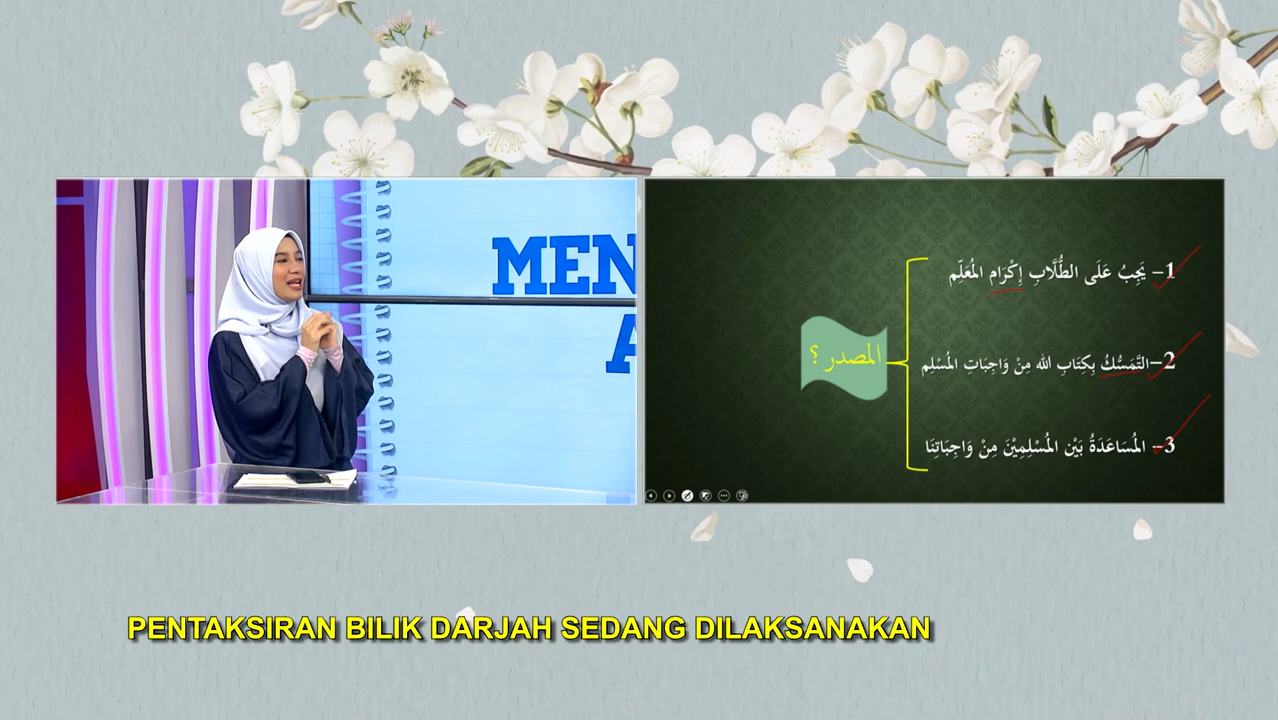 MEN
A
1– يَجِبُ عَلَى الطُّلَّابِ إِكْرَام المُعَلِّم
2–التَّمَسُّكُ بِكِتَابِ الله مِنْ وَاجِبَاتِ المُسْلِم
3– المُسَاعَدَةُ بَيْن المُسْلِمِيْنَ مِنْ وَاجِبَاتِنَا
المصدر ؟
PENTAKSIRAN BILIK DARJAH SEDANG DILAKSANAKAN